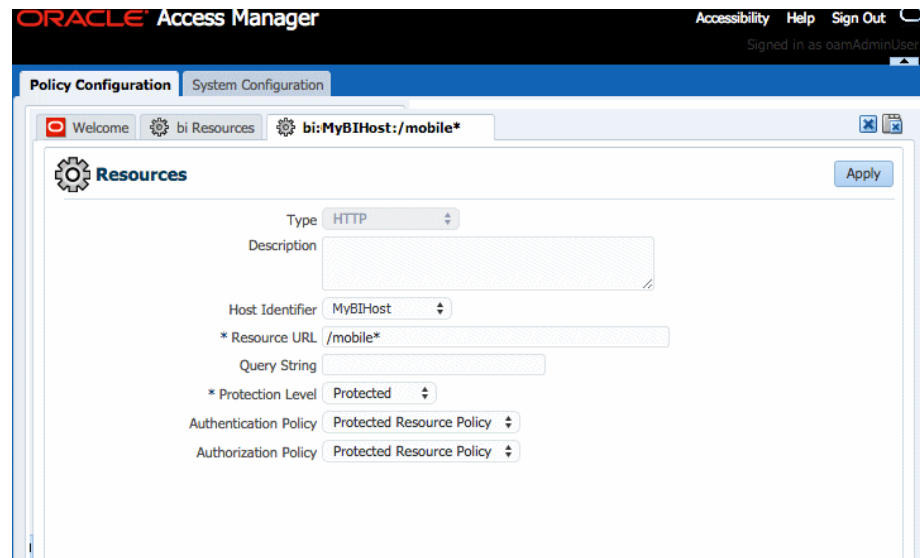 ORACLE Access Manager
Accessibility Help Sign Out
Signed in as oamAdminUser
Policy Configuration System Configuration
Welcome bi Resources bi:MyBIHost:/mobile*
Resources Apply
Type HTTP
Description
Host Identifier MyBIHost
* Resource URL /mobile*
Query String
* Protection Level Protected
Authentication Policy Protected Resource Policy
Authorization Policy Protected Resource Policy